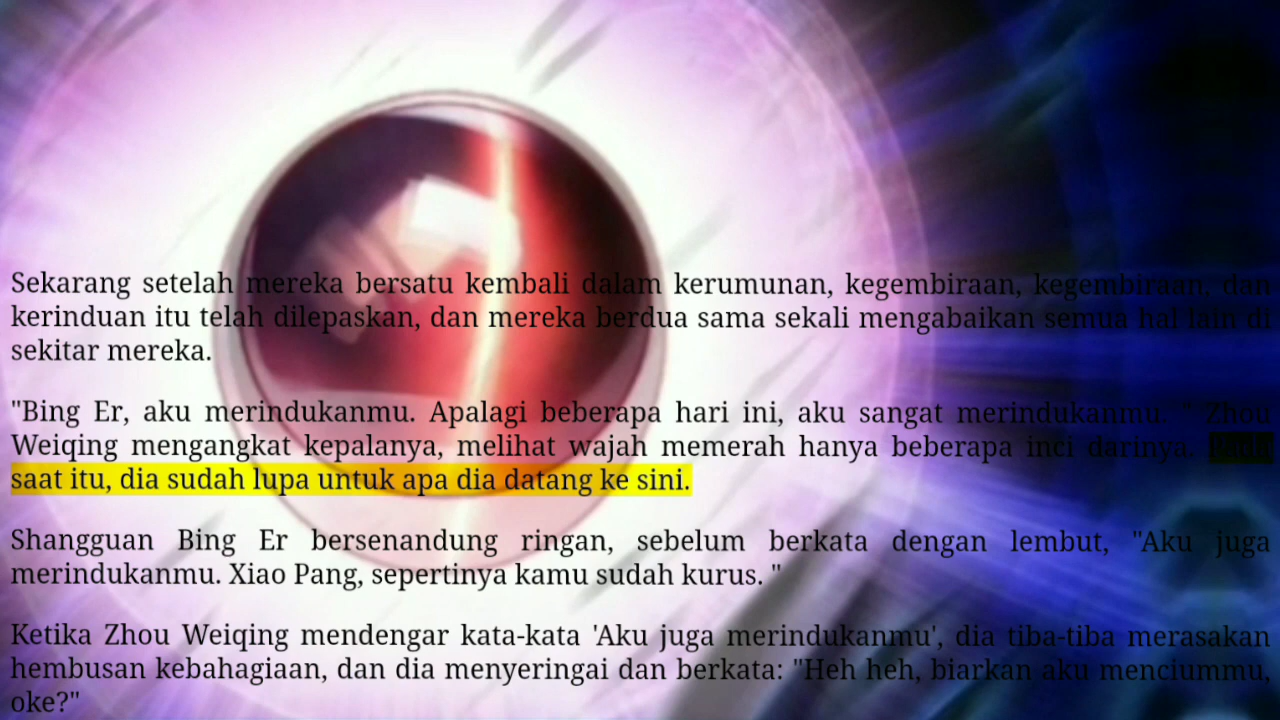 Sekarang setelah mereka bersatu kembali dalam kerumunan, kegembiraan, kegembiraan, dan
kerinduan itu telah dilepaskan, dan mereka berdua sama sekali mengabaikan semua hal lain di
sekitar mereka.
"Bing Er, aku merindukanmu. Apalagi beberapa hari ini, aku sangat merindukanmu. " Zhou
Weiqing mengangkat kepalanya, melihat wajah memerah hanya beberapa inci darinya. Pada
saat itu, dia sudah lupa untuk apa dia datang ke sini.
Shangguan Bing Er bersenandung ringan, sebelum berkata dengan lembut, "Aku juga
merindukanmu. Xiao Pang, sepertinya kamu sudah kurus. "
Ketika Zhou Weiqing mendengar kata-kata 'Aku juga merindukanmu', dia tiba-tiba merasakan
hembusan kebahagiaan, dan dia menyeringai dan berkata: "Heh heh, biarkan aku menciummu,
oke?"